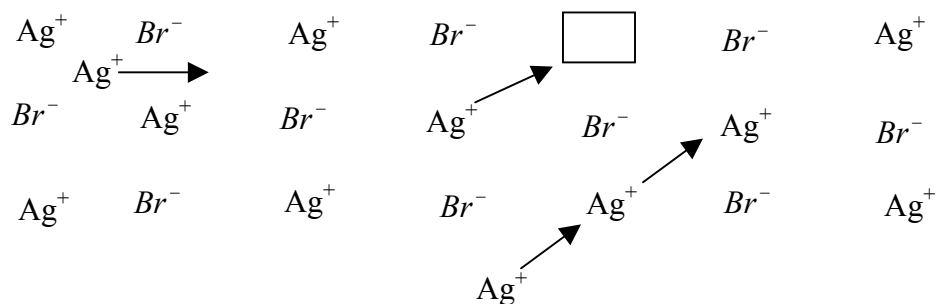 Ag⁺ Br⁻ Ag⁺ Br⁻ Br⁻ Ag⁺
Ag⁺
Br⁻ Ag⁺ Br⁻ Ag⁺ Br⁻ Ag⁺ Br⁻
Ag⁺ Br⁻ Ag⁺ Br⁻ Ag⁺ Br⁻ Ag⁺
Ag⁺